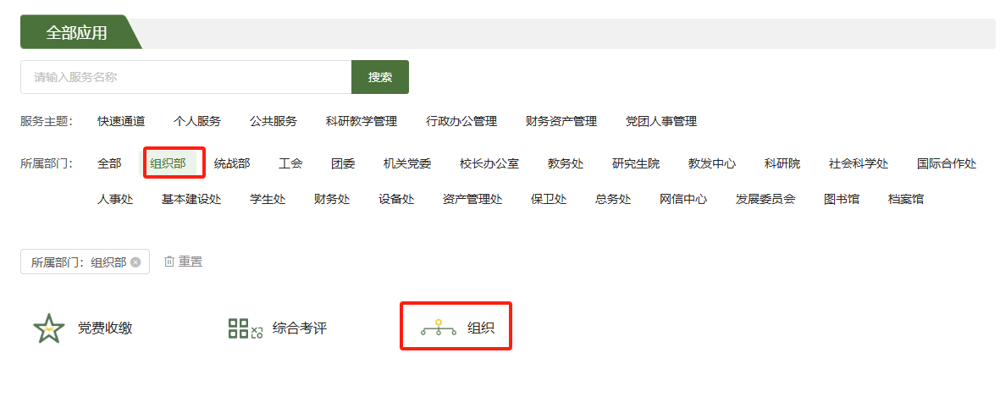 全部应用
请输入服务名称 搜索
服务主题： 快速通道 个人服务 公共服务 科研教学管理 行政办公管理 财务资产管理 党团人事管理
所属部门： 全部 组织部 统战部 工会 团委 机关党委 校长办公室 教务处 研究生院 教发中心 科研院 社会科学处 国际合作处
人事处 基本建设处 学生处 财务处 设备处 资产管理处 保卫处 总务处 网信中心 发展委员会 图书馆 档案馆
所属部门：组织部 重置
党费收缴 综合考评 组织